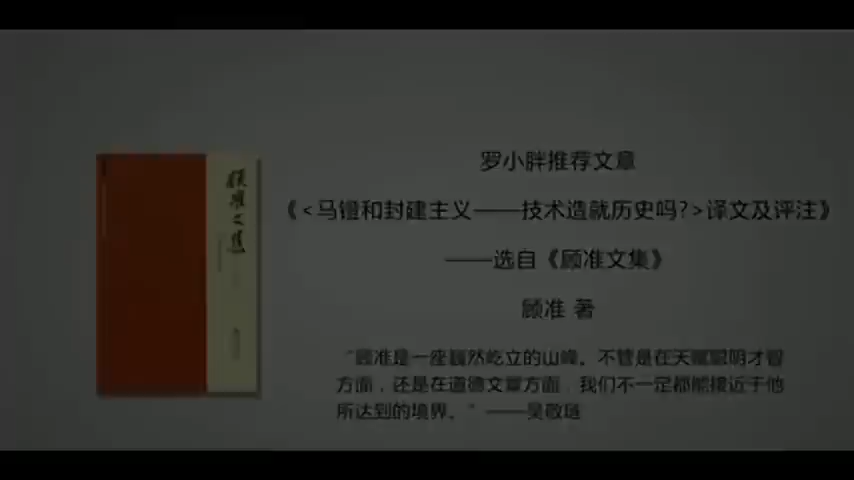 罗小胖推荐文章
《<马镫和封建主义——技术造就历史吗?>译文及评注》
——选自《顾准文集》
顾准 著
“顾准是一座巍然屹立的山峰。不管是在天赋聪明才智
方面，还是在道德文章方面，我们不一定都能接近于他
所达到的境界。”——吴敬琏
顾准文集